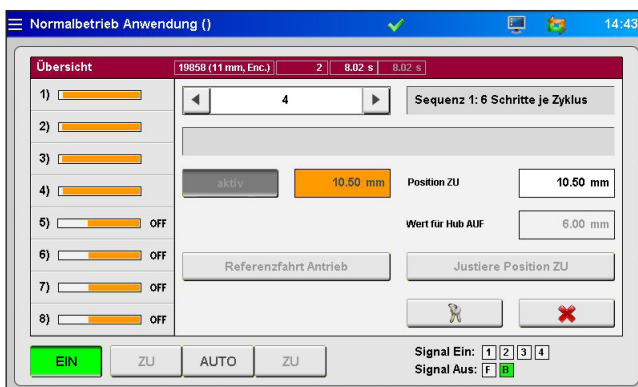 Normalbetrieb Anwendung () 14:43
Übersicht 19858 (11 mm, Enc.) 2 8.02 s 8.02 s
1)
2)
3)
4)
5) OFF
6) OFF
7) OFF
8) OFF
4 Sequenz 1: 6 Schritte je Zyklus
aktiv 10.50 mm Position ZU 10.50 mm
Wert für Hub AUF 6.00 mm
Referenzfahrt Antrieb Justiere Position ZU
EIN ZU AUTO ZU
Signal Ein: 1 2 3 4
Signal Aus: F B